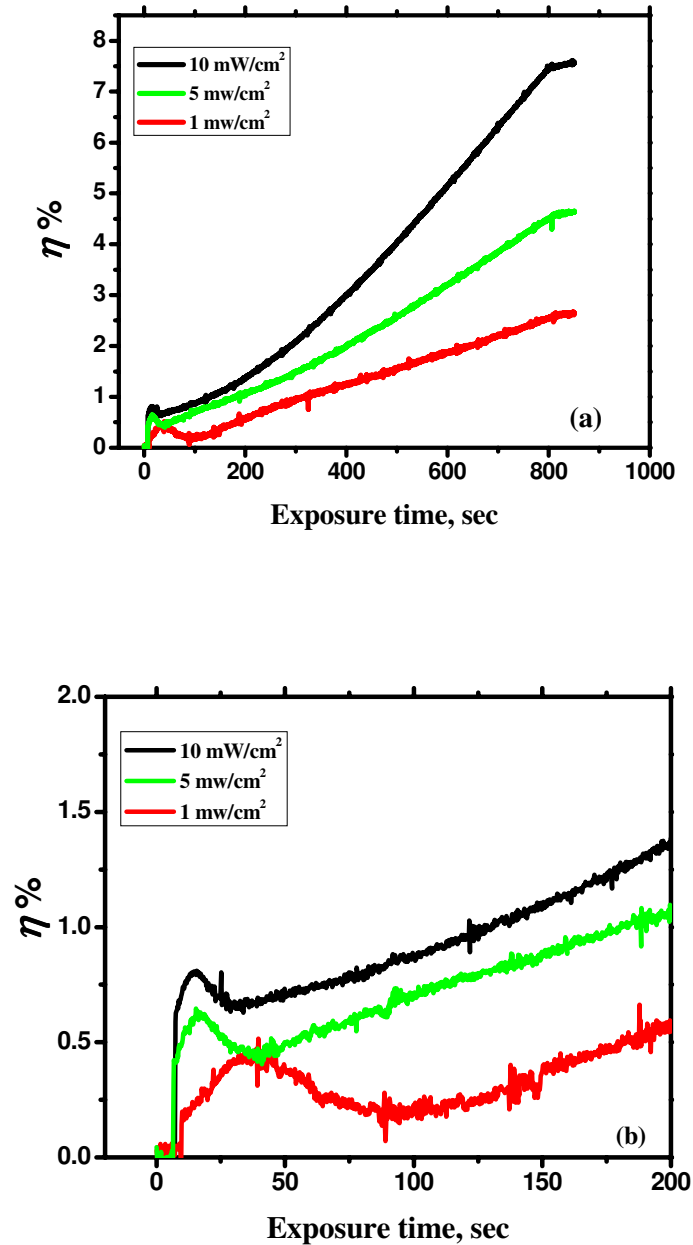 8
7
6
5
4
3
2
1
0
η %
10 mW/cm²
5 mw/cm²
1 mw/cm²
(a)
0 200 400 600 800 1000
Exposure time, sec
2.0
1.5
1.0
0.5
0.0
η %
10 mW/cm²
5 mw/cm²
1 mw/cm²
(b)
0 50 100 150 200
Exposure time, sec